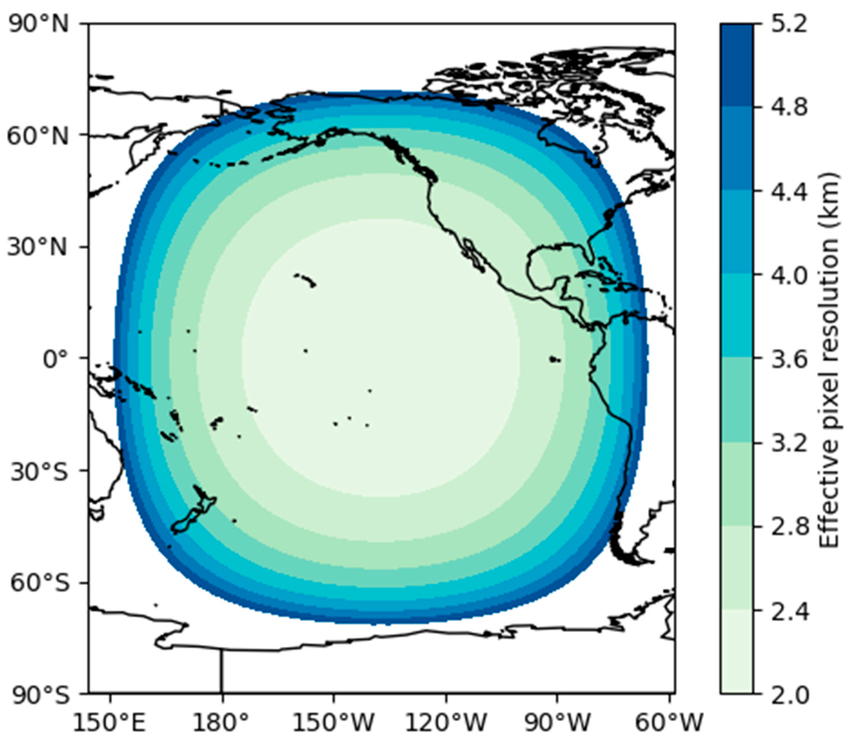 90°N
60°N
30°N
0°
30°S
60°S
90°S
150°E 180° 150°W 120°W 90°W 60°W
5.2
4.8
4.4
4.0
3.6
3.2
2.8
2.4
2.0
Effective pixel resolution (km)